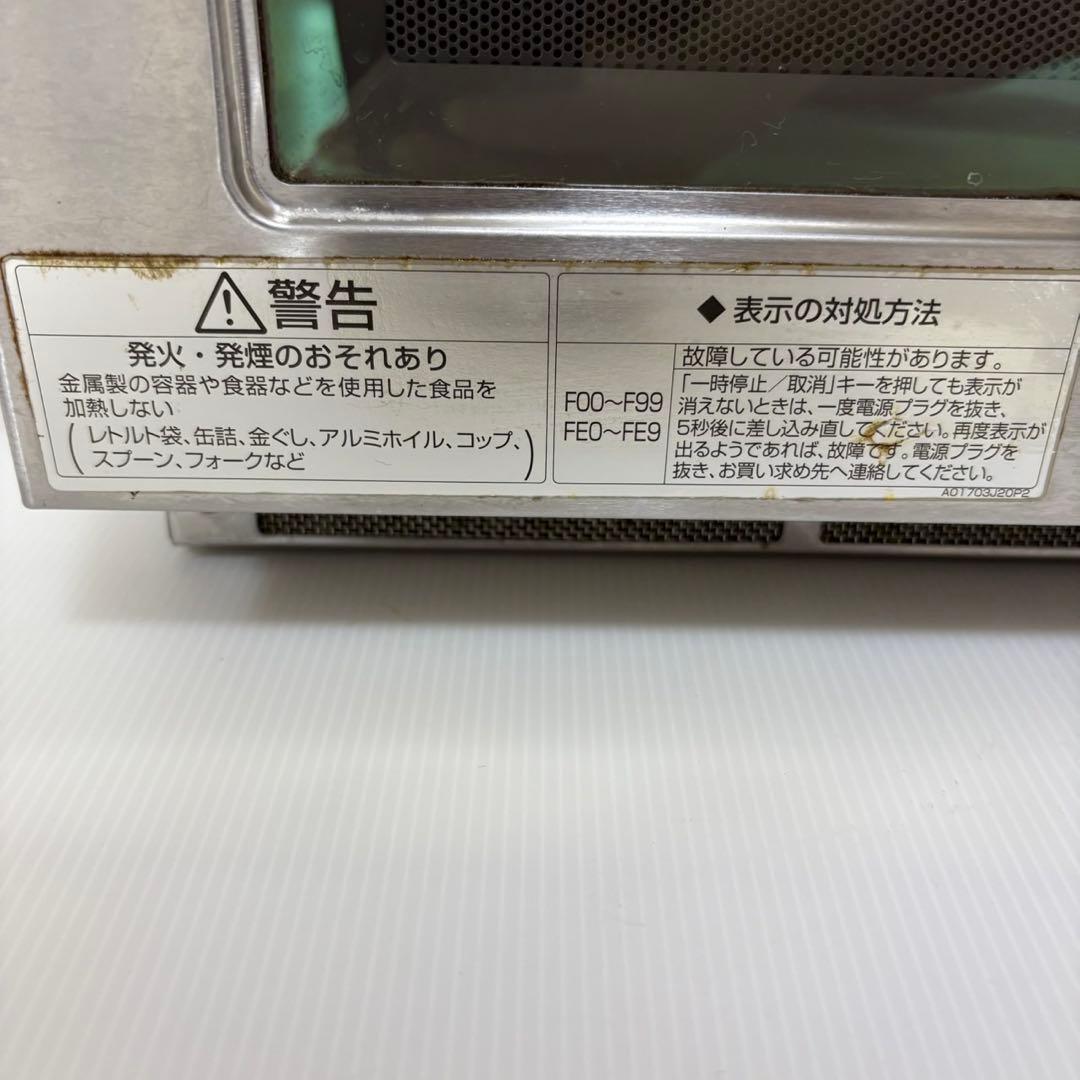 警告
発火・発煙のおそれあり
金属製の容器や食器などを使用した食品を
加熱しない
(レトルト袋、缶詰、金ぐし、アルミホイル、コップ、
スプーン、フォークなど)
◆表示の対処方法
F00〜F99
FE0〜FE9
故障している可能性があります。
「一時停止/取消」キーを押しても表示が
消えないときは、一度電源プラグを抜き、
5秒後に差し込み直してください。再度表示が
出るようであれば、故障です。電源プラグを
抜き、お買い求め先へ連絡してください。
A01703J20P2